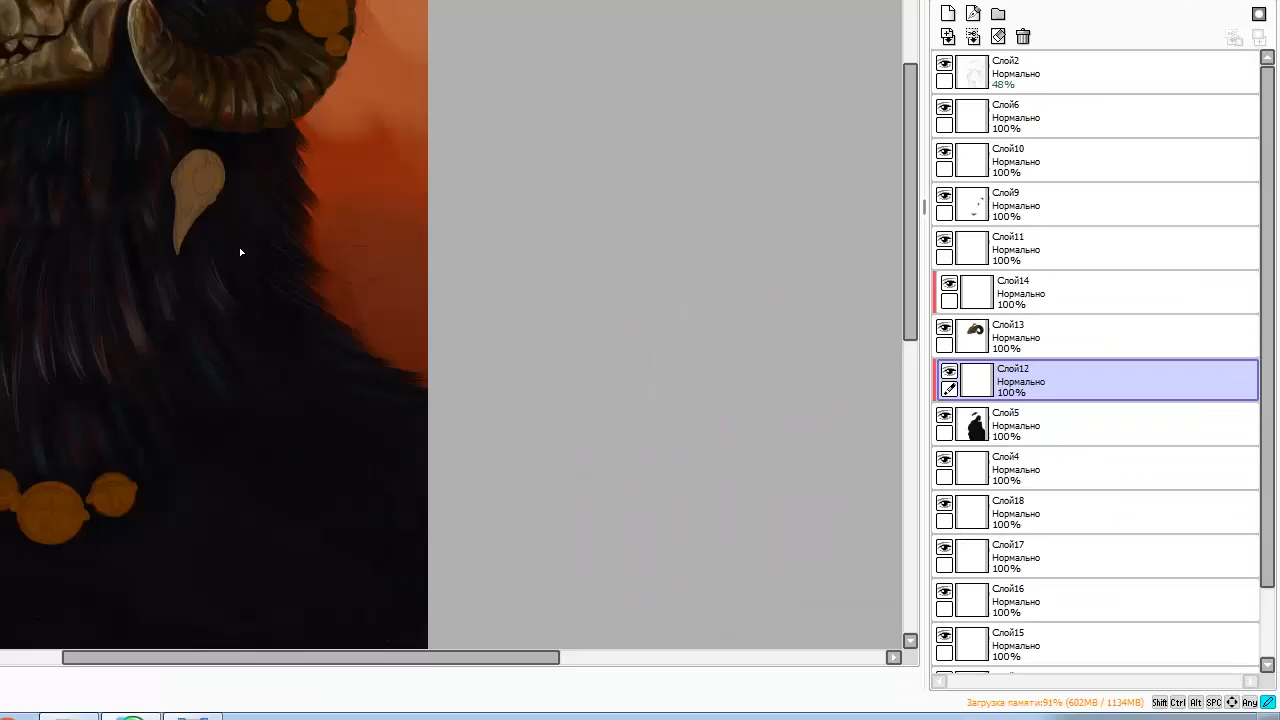 Слой2
Нормально
48%
Слой6
Нормально
100%
Слой10
Нормально
100%
Слой9
Нормально
100%
Слой11
Нормально
100%
Слой14
Нормально
100%
Слой13
Нормально
100%
Слой12
Нормально
100%
Слой5
Нормально
100%
Слой4
Нормально
100%
Слой18
Нормально
100%
Слой17
Нормально
100%
Слой16
Нормально
100%
Слой15
Нормально
100%
Загрузка памяти:91% (602MB / 1134MB) Shift Ctrl Alt SPC Any